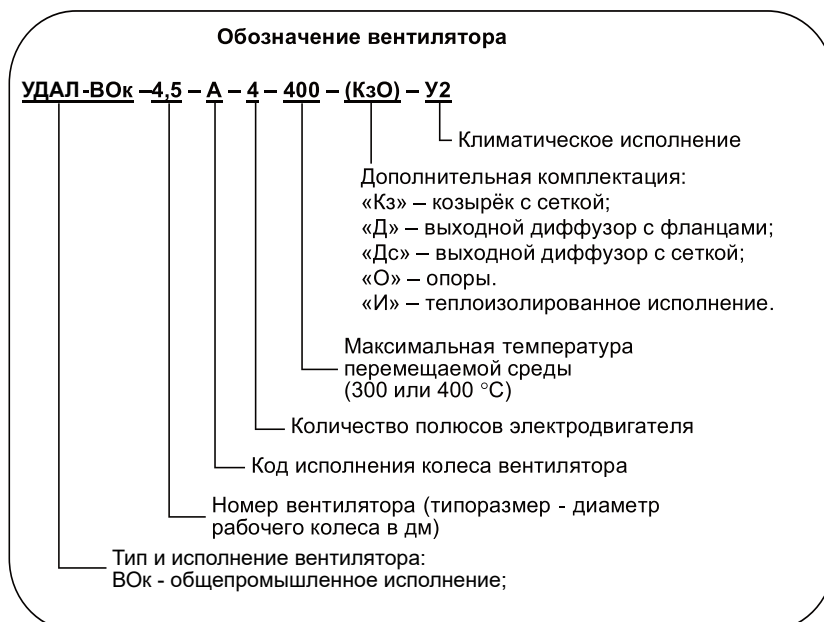 Обозначение вентилятора
УДАЛ-ВОк –4,5 – А – 4 – 400 – (КзО) – У2
Климатическое исполнение
Дополнительная комплектация:
«Кз» – козырёк с сеткой;
«Д» – выходной диффузор с фланцами;
«Дс» – выходной диффузор с сеткой;
«О» – опоры.
«И» – теплоизолированное исполнение.
Максимальная температура
перемещаемой среды
(300 или 400 °С)
Количество полюсов электродвигателя
Код исполнения колеса вентилятора
Номер вентилятора (типоразмер - диаметр
рабочего колеса в дм)
Тип и исполнение вентилятора:
ВОк - общепромышленное исполнение;